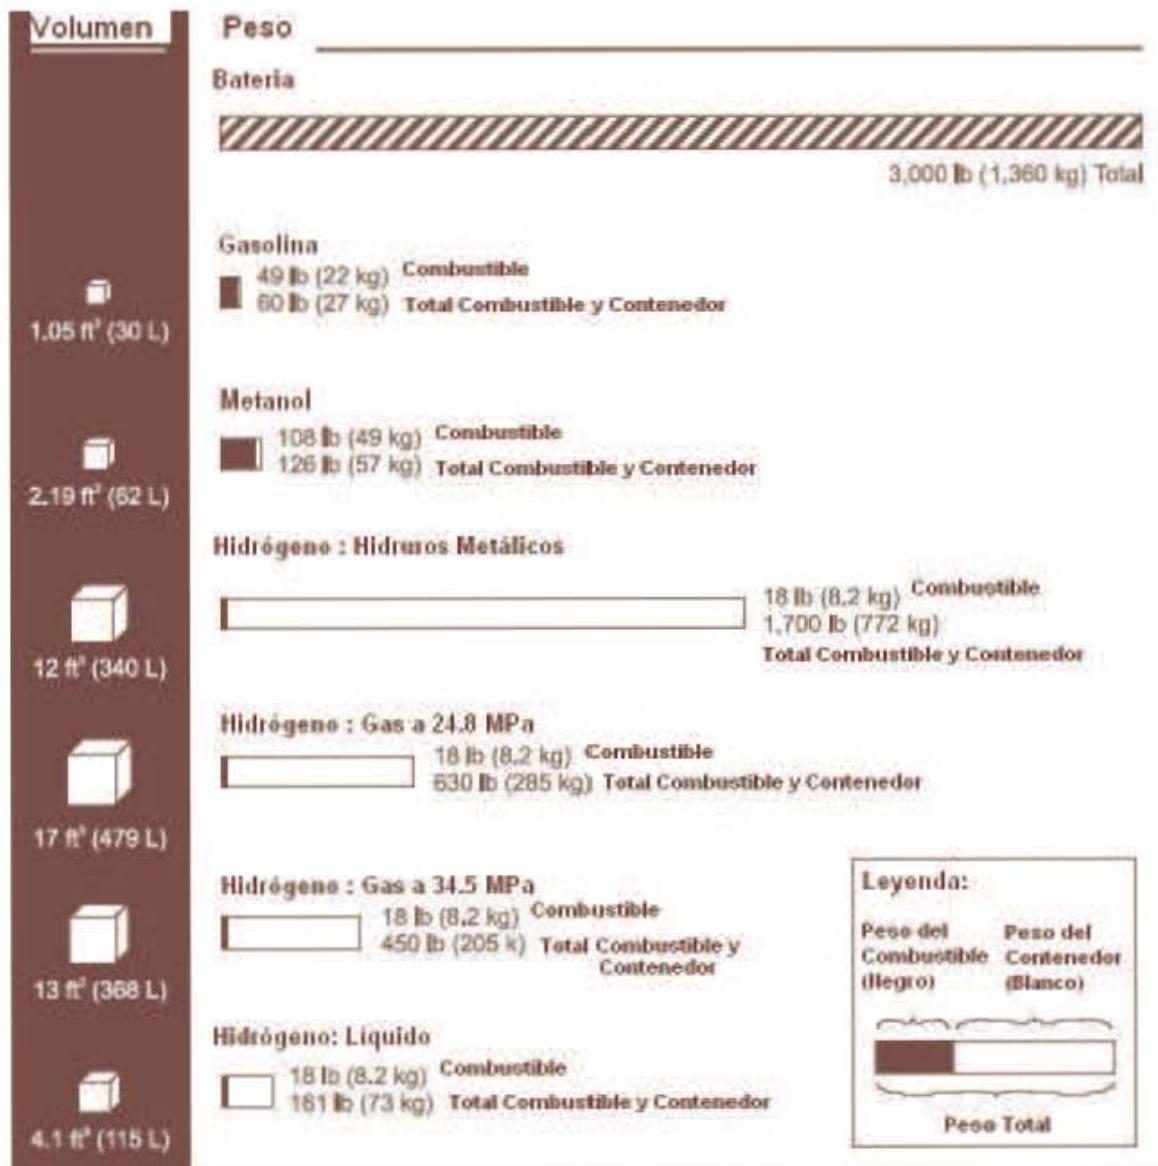 Volumen
Peso
Bateria
3,000 lb (1,360 kg) Total
Gasolina
49 lb (22 kg) Combustible
60 lb (27 kg) Total Combustible y Contenedor
1.05 ft³ (30 L)
Metanol
108 lb (49 kg) Combustible
126 lb (57 kg) Total Combustible y Contenedor
2.19 ft³ (62 L)
Hidrógeno : Hidruros Metálicos
18 lb (8,2 kg) Combustible
1,700 lb (772 kg)
Total Combustible y Contenedor
12 ft³ (340 L)
Hidrógeno : Gas a 24.8 MPa
18 lb (8,2 kg) Combustible
630 lb (285 kg) Total Combustible y Contenedor
17 ft³ (479 L)
Hidrógeno : Gas a 34.5 MPa
18 lb (8,2 kg) Combustible
450 lb (205 k) Total Combustible y
Contenedor
13 ft³ (368 L)
Hidrógeno: Líquido
18 lb (8.2 kg) Combustible
161 lb (73 kg) Total Combustible y Contenedor
4.1 ft³ (115 L)
Leyenda:
Peso del Combustible (Negro)
Peso del Contenedor (Blanco)
Peso Total